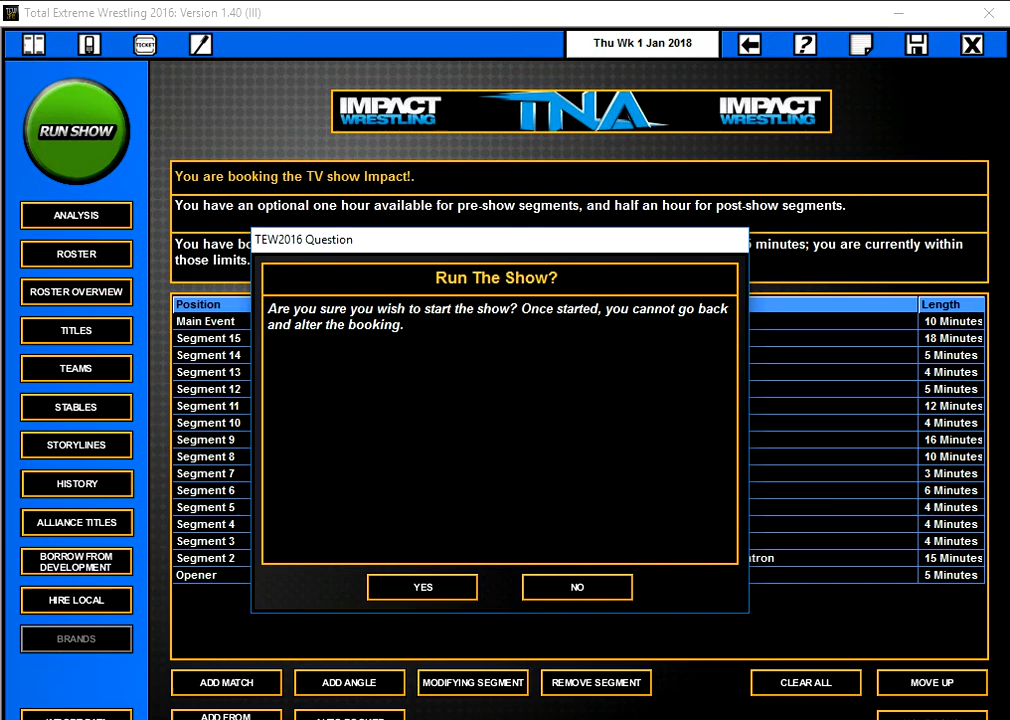 Total Extreme Wrestling 2016: Version 1.40 (III)
TICKET
Thu Wk 1 Jan 2018
?
RUN SHOW
IMPACT
WRESTLING
TNA
IMPACT
WRESTLING
You are booking the TV show Impact!.
You have an optional one hour available for pre-show segments, and half an hour for post-show segments.
You have
minutes; you are currently within
those limits.
TEW2016 Question
Run The Show?
Are you sure you wish to start the show? Once started, you cannot go back
and alter the booking.
YES
NO
ANALYSIS
ROSTER
ROSTER OVERVIEW
TITLES
TEAMS
STABLES
STORYLINES
HISTORY
ALLIANCE TITLES
BORROW FROM
DEVELOPMENT
HIRE LOCAL
BRANDS
Position Length
Main Event 10 Minutes
Segment 15 18 Minutes
Segment 14 5 Minutes
Segment 13 4 Minutes
Segment 12 5 Minutes
Segment 11 12 Minutes
Segment 10 4 Minutes
Segment 9 16 Minutes
Segment 8 10 Minutes
Segment 7 3 Minutes
Segment 6 6 Minutes
Segment 5 4 Minutes
Segment 4 4 Minutes
Segment 3 4 Minutes
Segment 2 15 Minutes
Opener 5 Minutes
ADD MATCH
ADD ANGLE
MODIFYING SEGMENT
REMOVE SEGMENT
CLEAR ALL
MOVE UP
ADD FROM